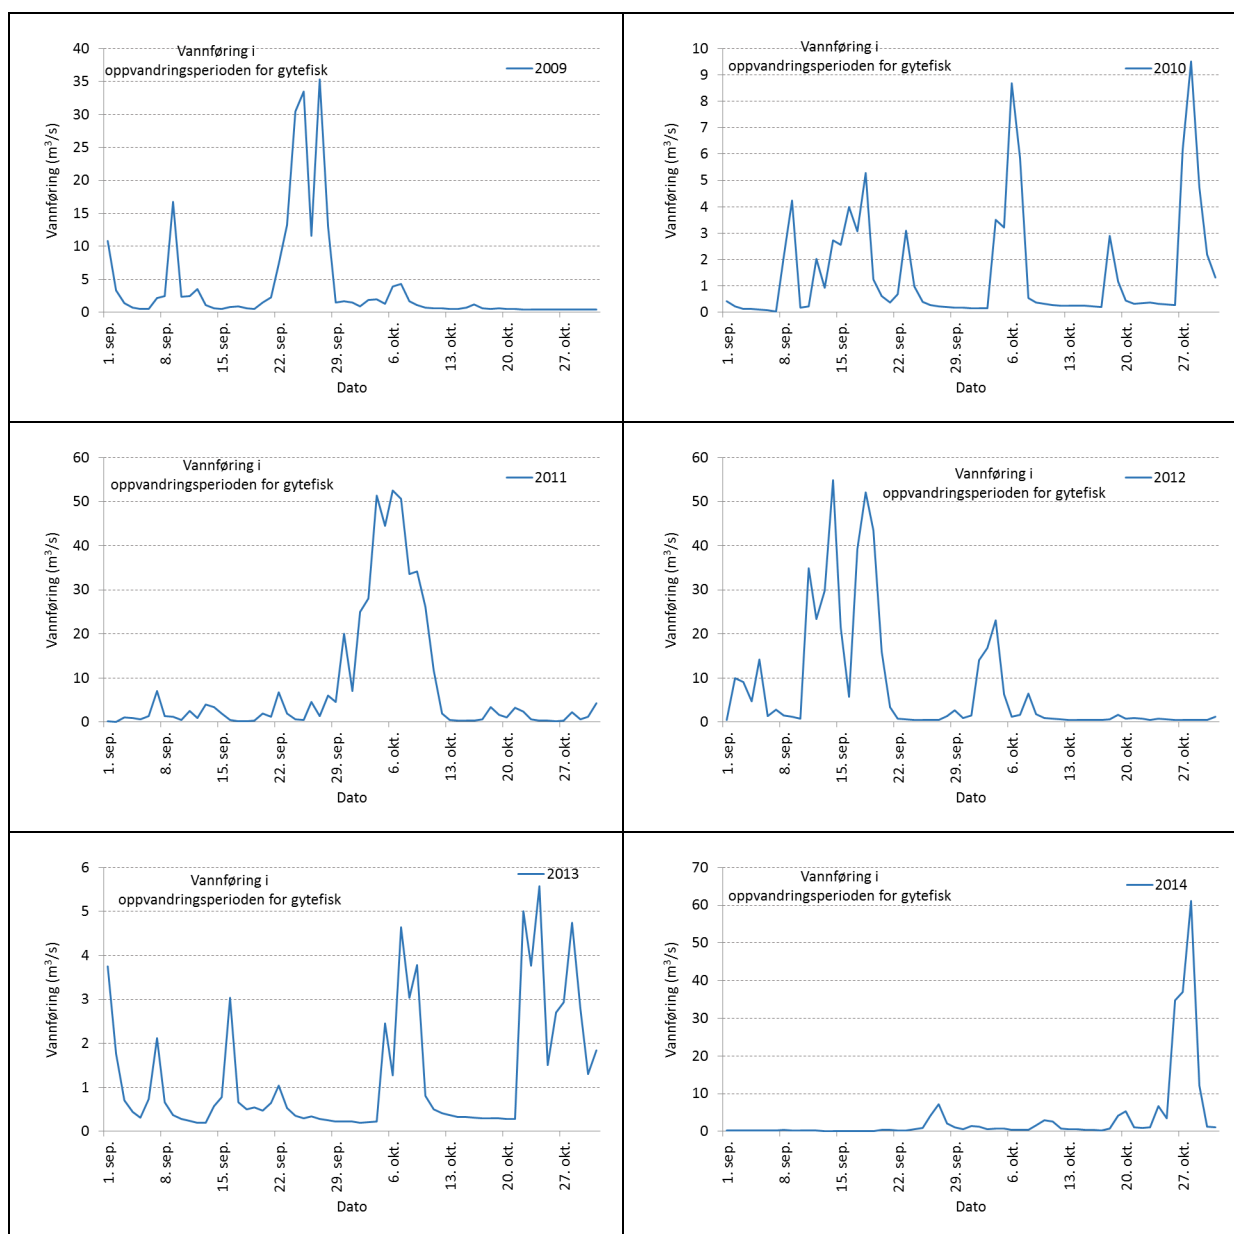 Vannføring i
oppvandringsperioden for gytefisk
2009
Vannføring (m³/s)
40
35
30
25
20
15
10
5
0
1. sep.
8. sep.
15. sep.
22. sep.
29. sep.
6. okt.
13. okt.
20. okt.
27. okt.
Dato
Vannføring i
oppvandringsperioden for gytefisk
2010
Vannføring (m³/s)
10
9
8
7
6
5
4
3
2
1
0
1. sep.
8. sep.
15. sep.
22. sep.
29. sep.
6. okt.
13. okt.
20. okt.
27. okt.
Dato
Vannføring i
oppvandringsperioden for gytefisk
2011
Vannføring (m³/s)
60
50
40
30
20
10
0
1. sep.
8. sep.
15. sep.
22. sep.
29. sep.
6. okt.
13. okt.
20. okt.
27. okt.
Dato
Vannføring i
oppvandringsperioden for gytefisk
2012
Vannføring (m³/s)
60
50
40
30
20
10
0
1. sep.
8. sep.
15. sep.
22. sep.
29. sep.
6. okt.
13. okt.
20. okt.
27. okt.
Dato
Vannføring i
oppvandringsperioden for gytefisk
2013
Vannføring (m³/s)
6
5
4
3
2
1
0
1. sep.
8. sep.
15. sep.
22. sep.
29. sep.
6. okt.
13. okt.
20. okt.
27. okt.
Dato
Vannføring i
oppvandringsperioden for gytefisk
2014
Vannføring (m³/s)
70
60
50
40
30
20
10
0
1. sep.
8. sep.
15. sep.
22. sep.
29. sep.
6. okt.
13. okt.
20. okt.
27. okt.
Dato